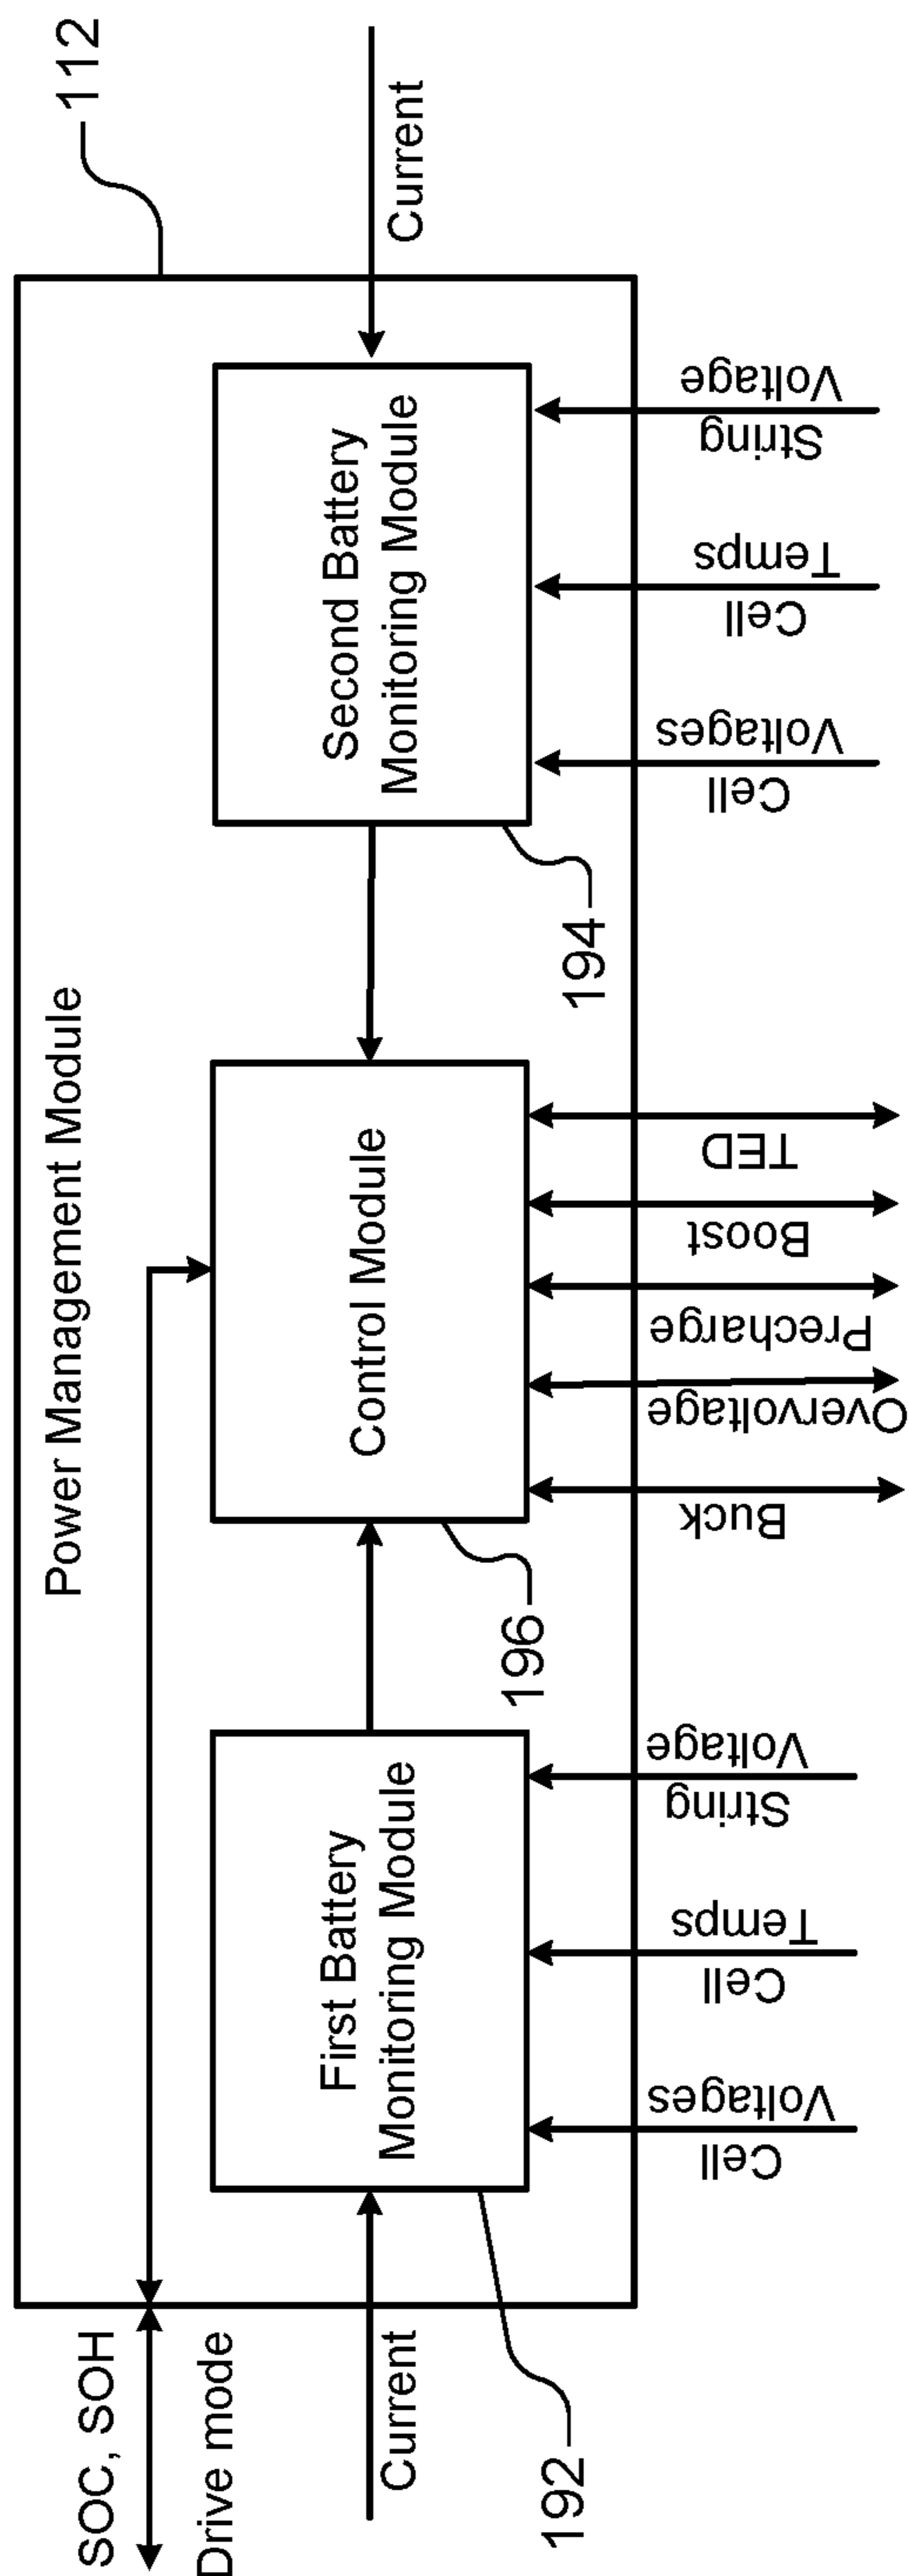 112
Power Management Module
SOC, SOH
Drive mode
Current
First Battery
Monitoring Module
192
Control Module
196
Second Battery
Monitoring Module
194
Current
Cell
Voltages
Cell
Temps
String
Voltage
Buck
Overvoltage
Precharge
Boost
TED
Cell
Voltages
Cell
Temps
String
Voltage